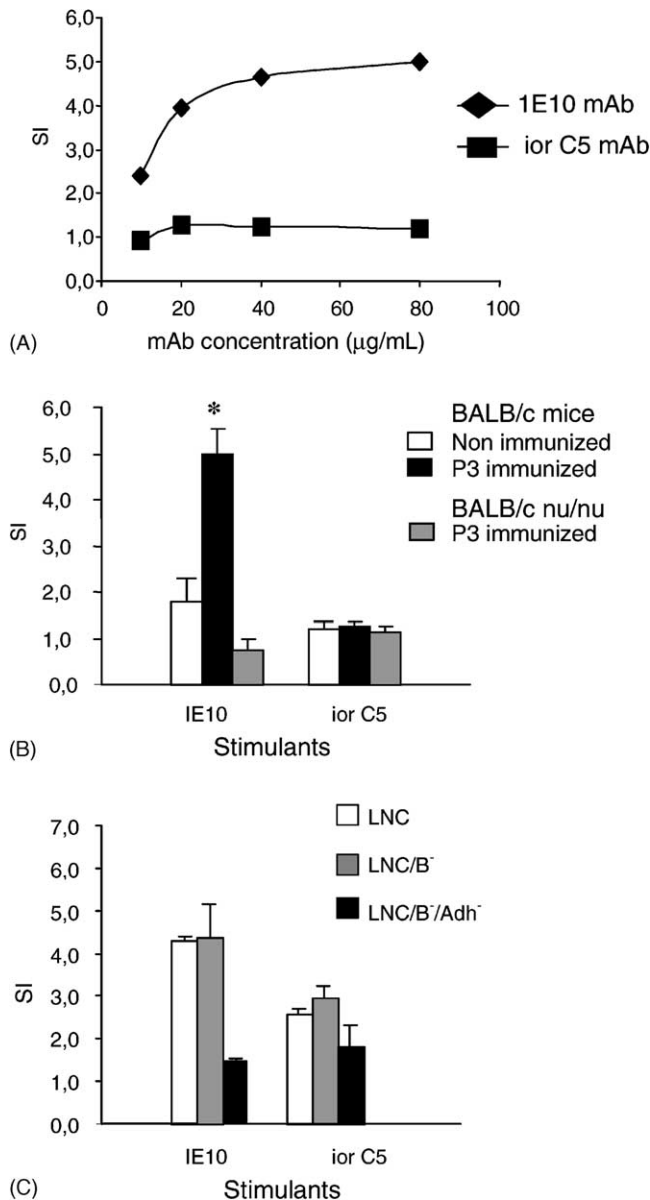 6,0
5,0
4,0
3,0
2,0
1,0
0,0
SI
0 20 40 60 80 100
mAb concentration (μg/mL)
1E10 mAb
ior C5 mAb
(A)
6,0
5,0
4,0
3,0
2,0
1,0
0,0
SI
*
BALB/c mice
Non immunized
P3 immunized
BALB/c nu/nu
P3 immunized
IE10 ior C5
Stimulants
(B)
7,0
6,0
5,0
4,0
3,0
2,0
1,0
0,0
SI
LNC
LNC/B⁻
LNC/B⁻/Adh⁻
IE10 ior C5
Stimulants
(C)